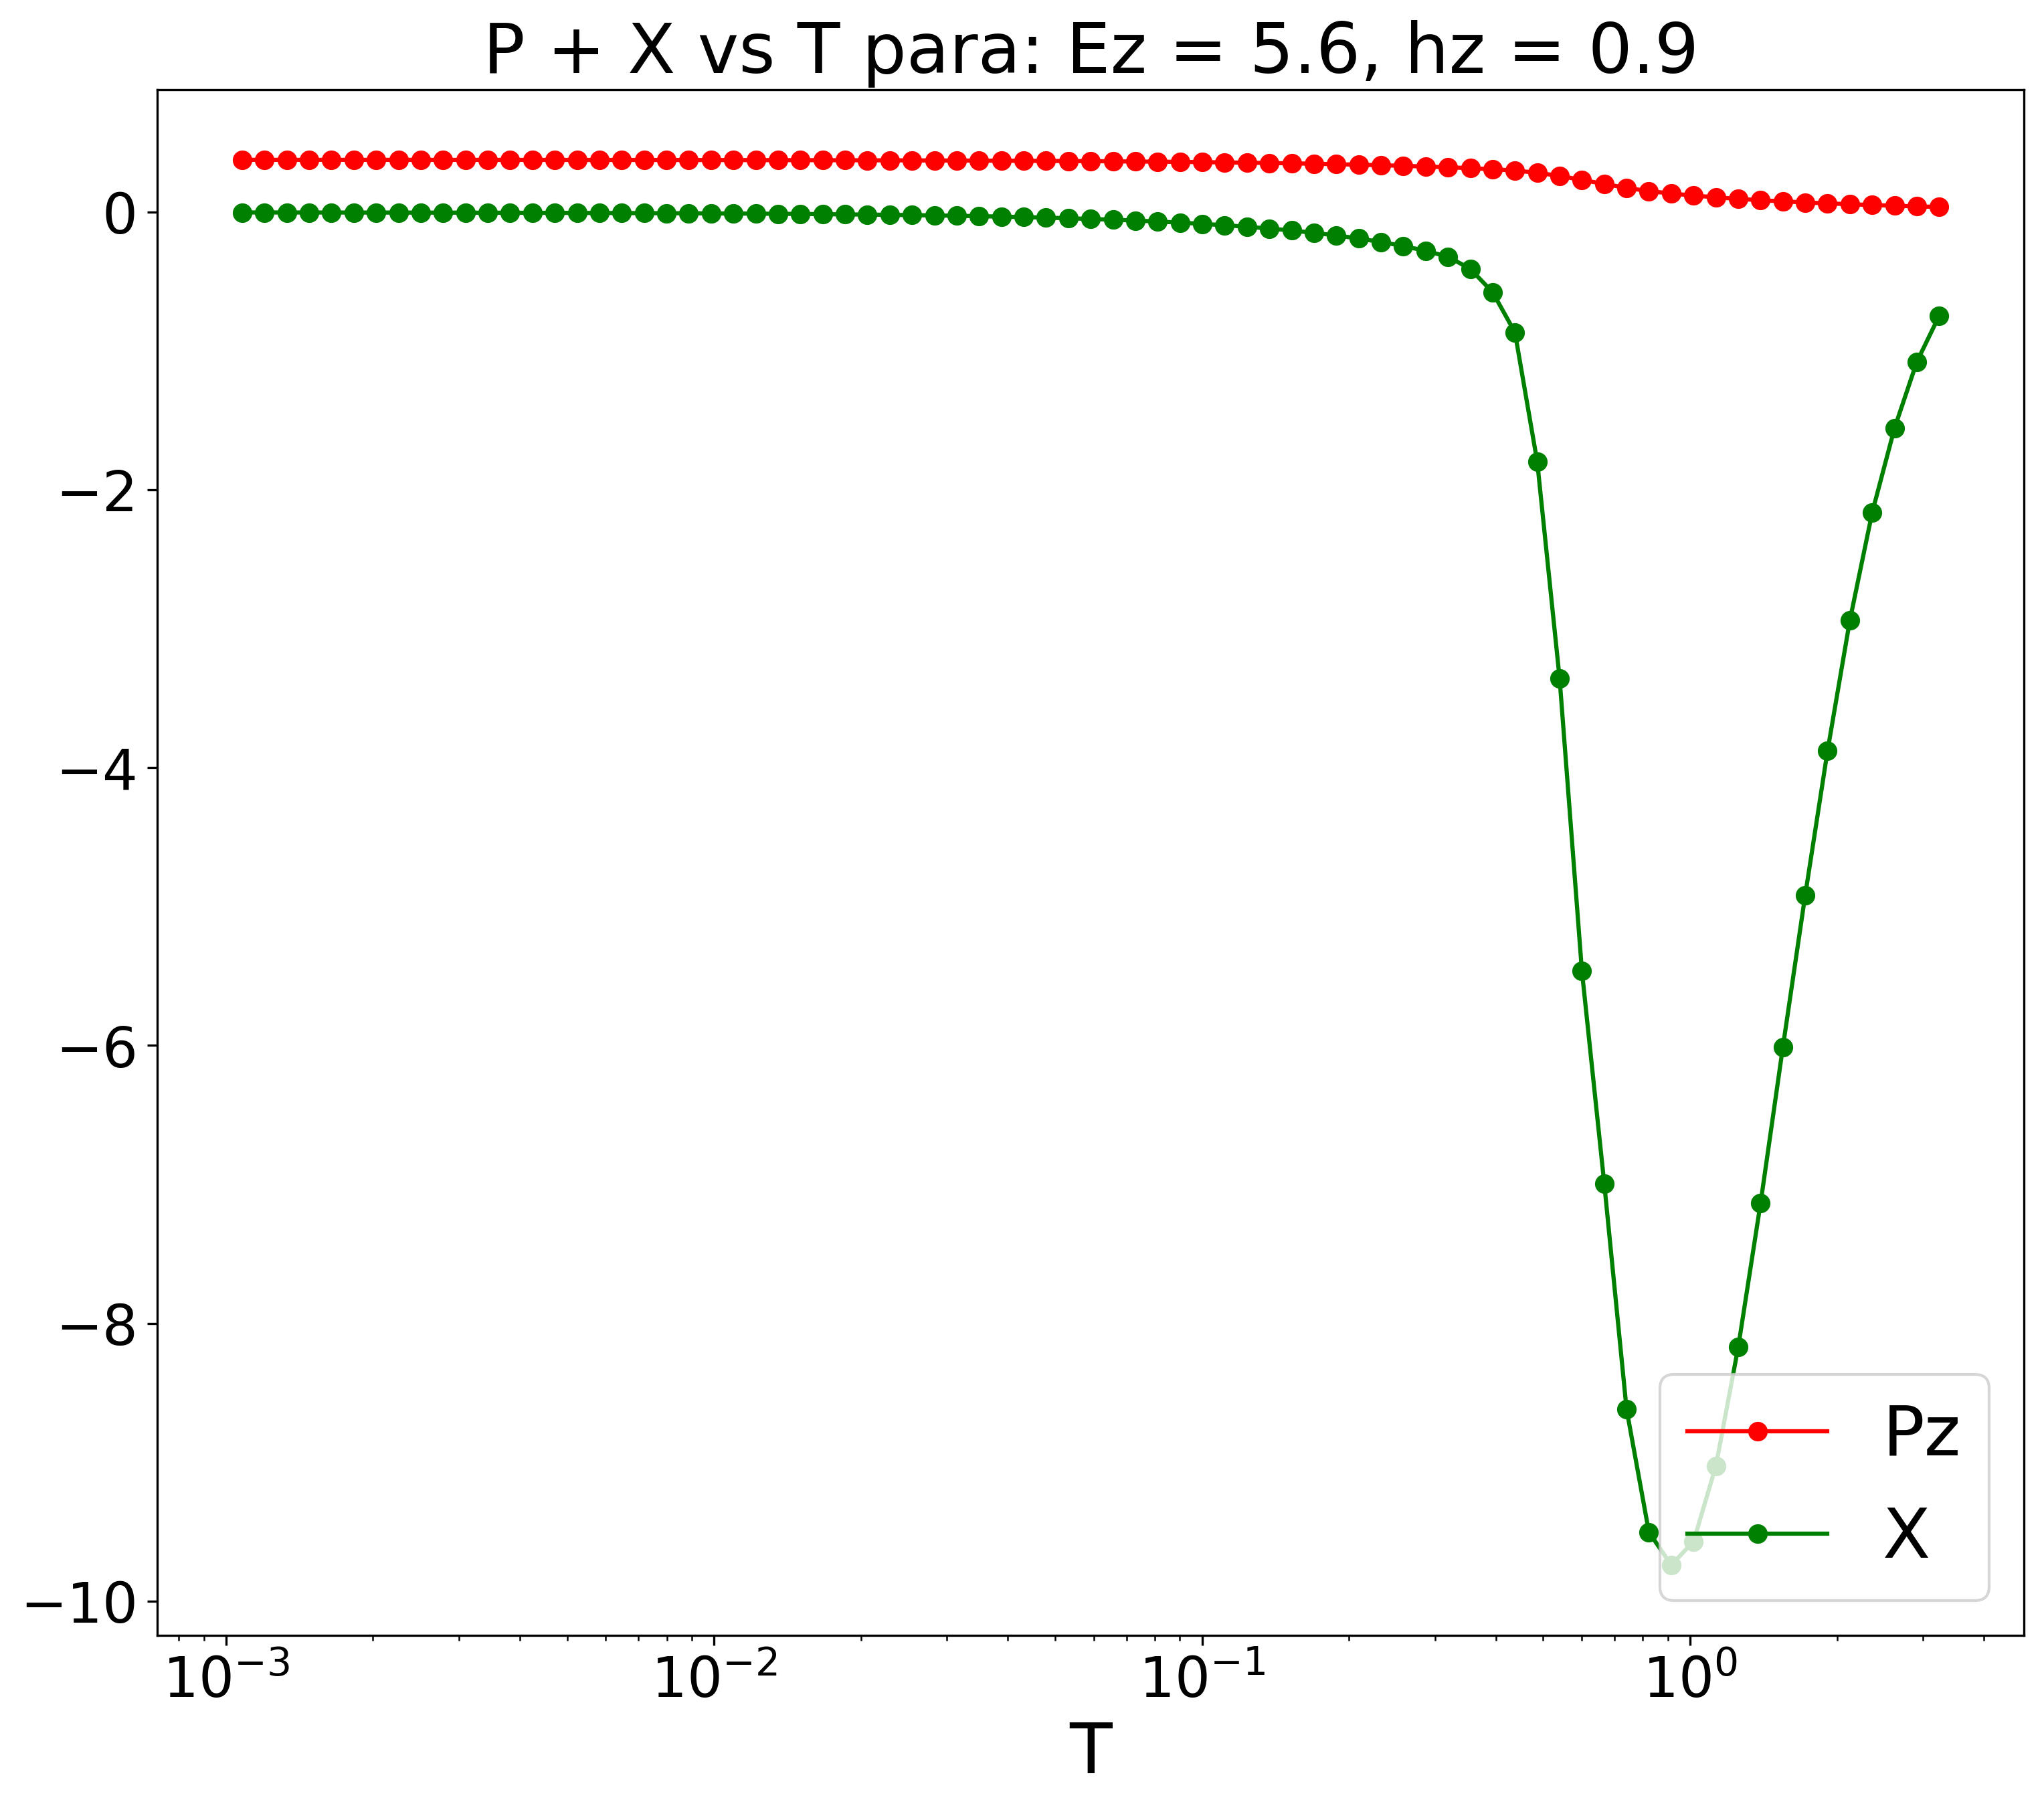 P + X vs T para: Ez = 5.6, hz = 0.9
0
−2
−4
−6
−8
−10
Pz
X
10⁻³ 10⁻² 10⁻¹ 10⁰
T